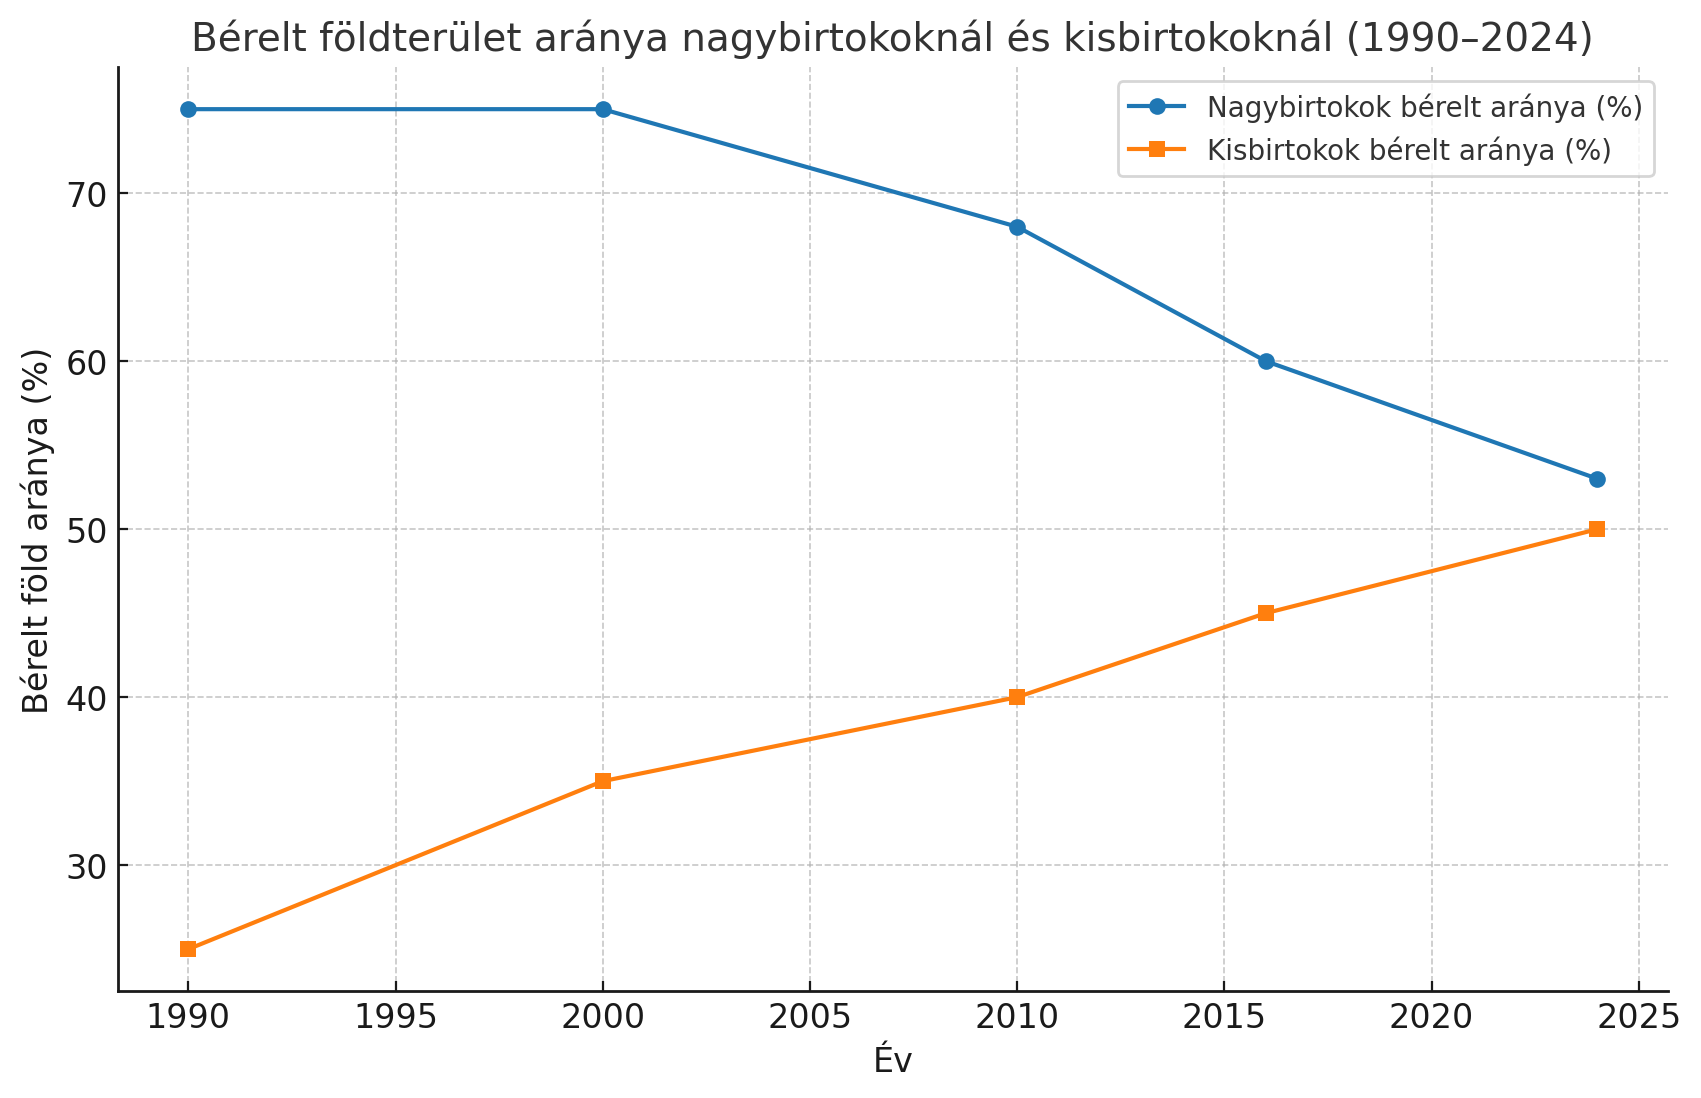 Bérelt földterület aránya nagybirtokoknál és kisbirtokoknál (1990–2024)
Nagybirtokok bérelt aránya (%)
Kisbirtokok bérelt aránya (%)
Bérelt föld aránya (%)
70
60
50
40
30
1990 1995 2000 2005 2010 2015 2020 2025
Év